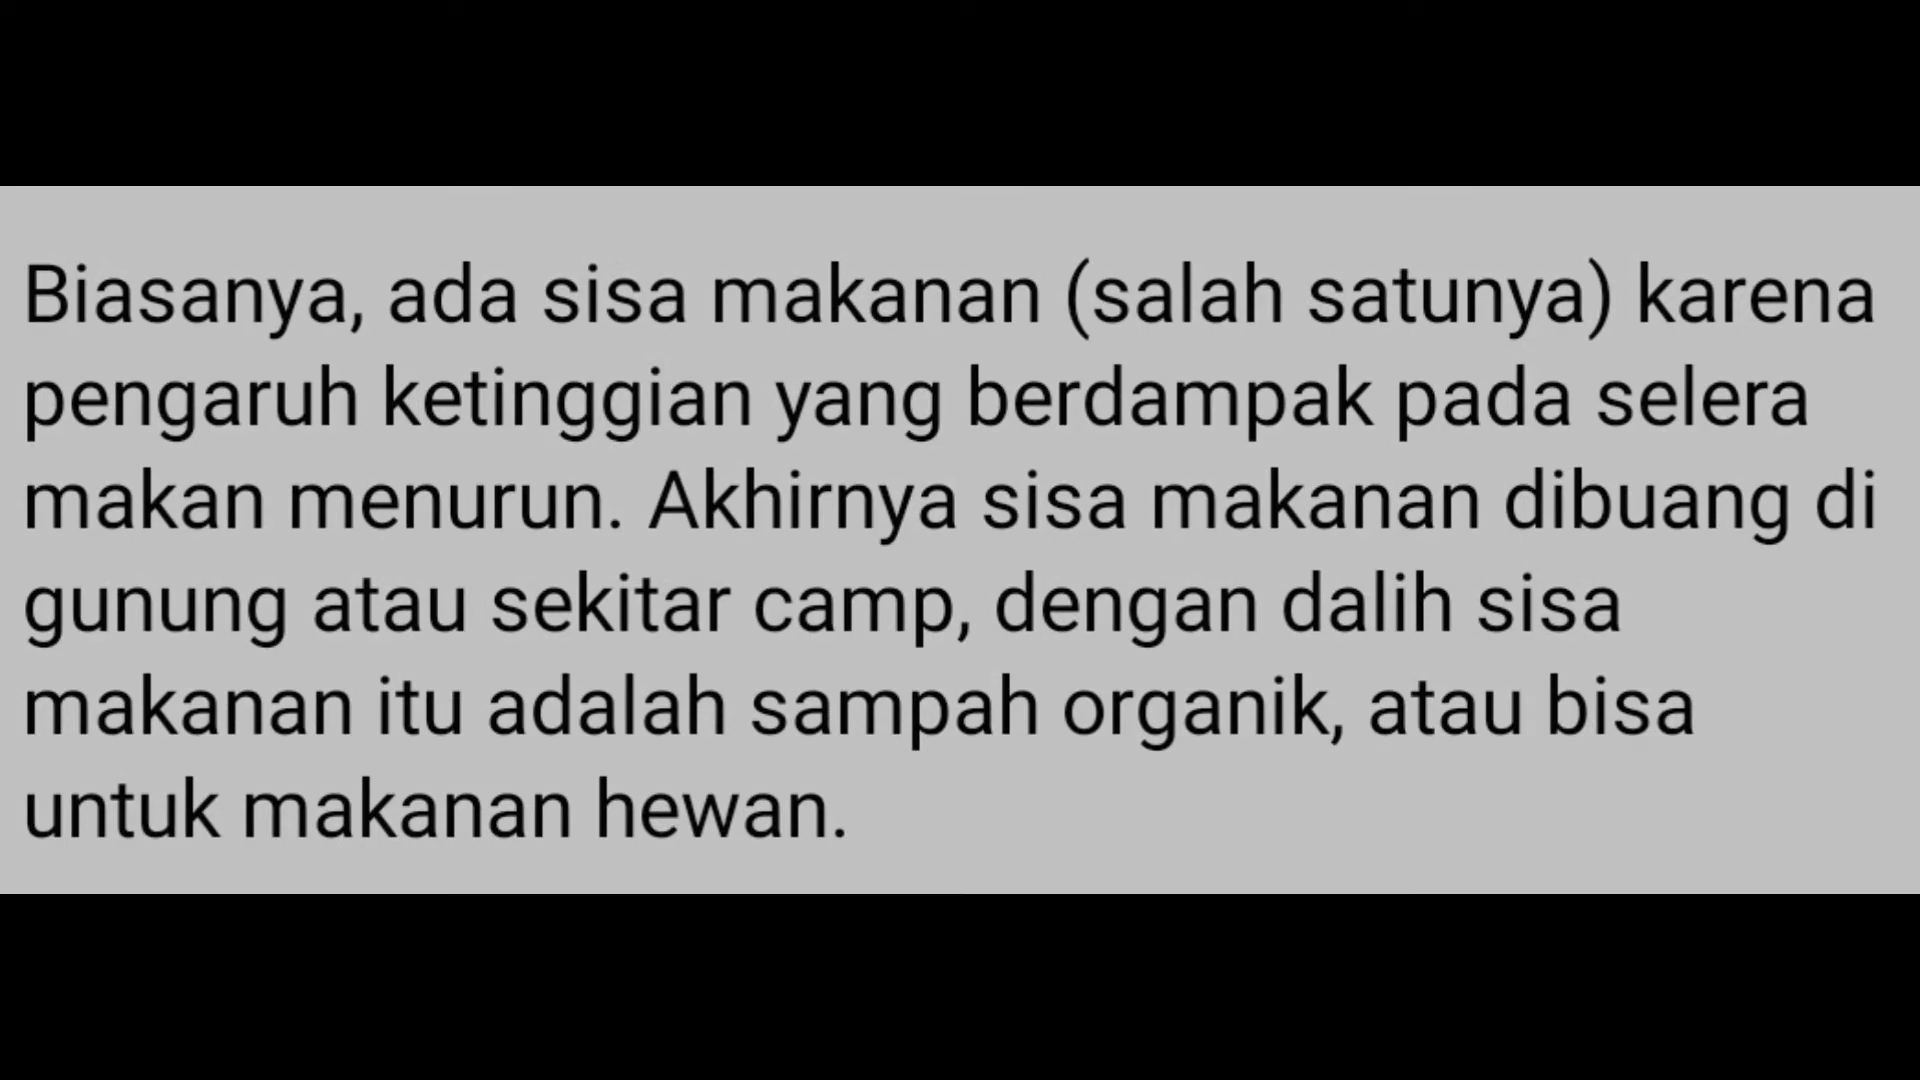 Biasanya, ada sisa makanan (salah satunya) karena
pengaruh ketinggian yang berdampak pada selera
makan menurun. Akhirnya sisa makanan dibuang di
gunung atau sekitar camp, dengan dalih sisa
makanan itu adalah sampah organik, atau bisa
untuk makanan hewan.